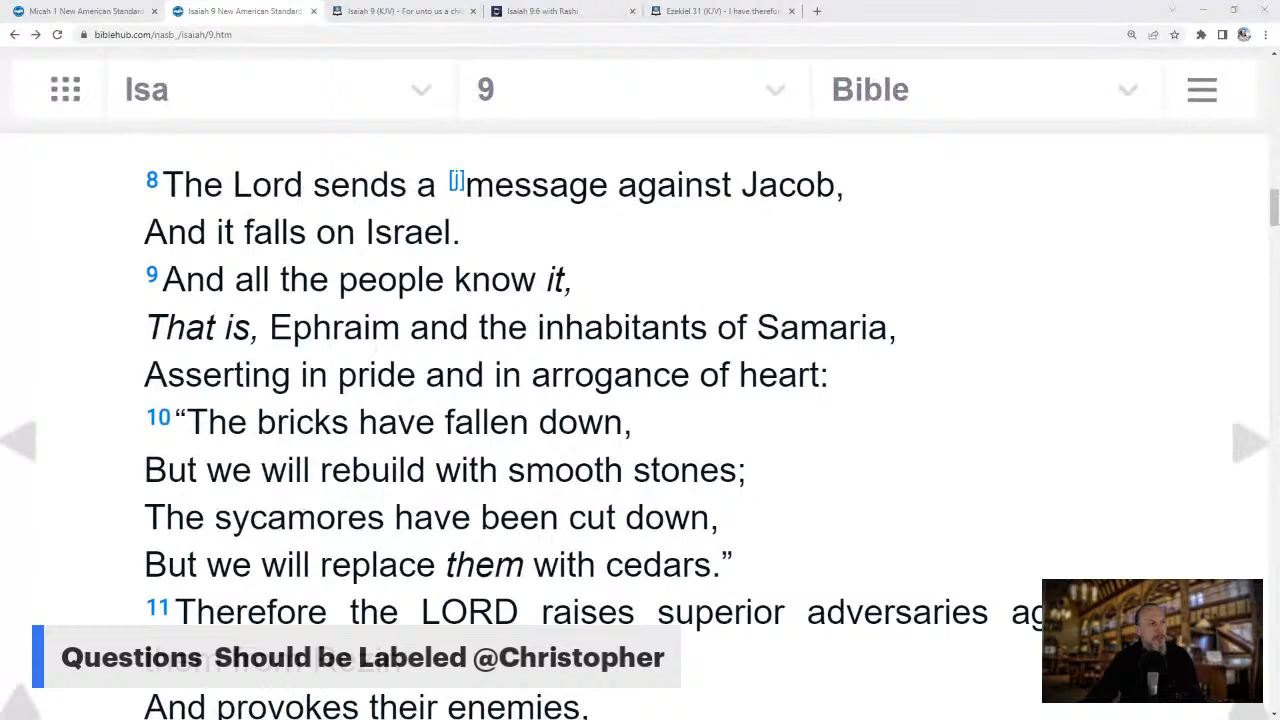 Micah 1 New American Standard
Isaiah 9 New American Standard
Isaiah 9 (KJV) - For unto us a chi
Isaiah 9:6 with Rashi
Ezekiel 31 (KJV) - I have therefor
biblehub.com/nasb_/isaiah/9.htm
Isa 9 Bible
8 The Lord sends a [j]message against Jacob,
And it falls on Israel.
9 And all the people know it,
That is, Ephraim and the inhabitants of Samaria,
Asserting in pride and in arrogance of heart:
10 “The bricks have fallen down,
But we will rebuild with smooth stones;
The sycamores have been cut down,
But we will replace them with cedars.”
11 Therefore the LORD raises superior adversaries ag
Questions Should be Labeled @Christopher
And provokes their enemies,